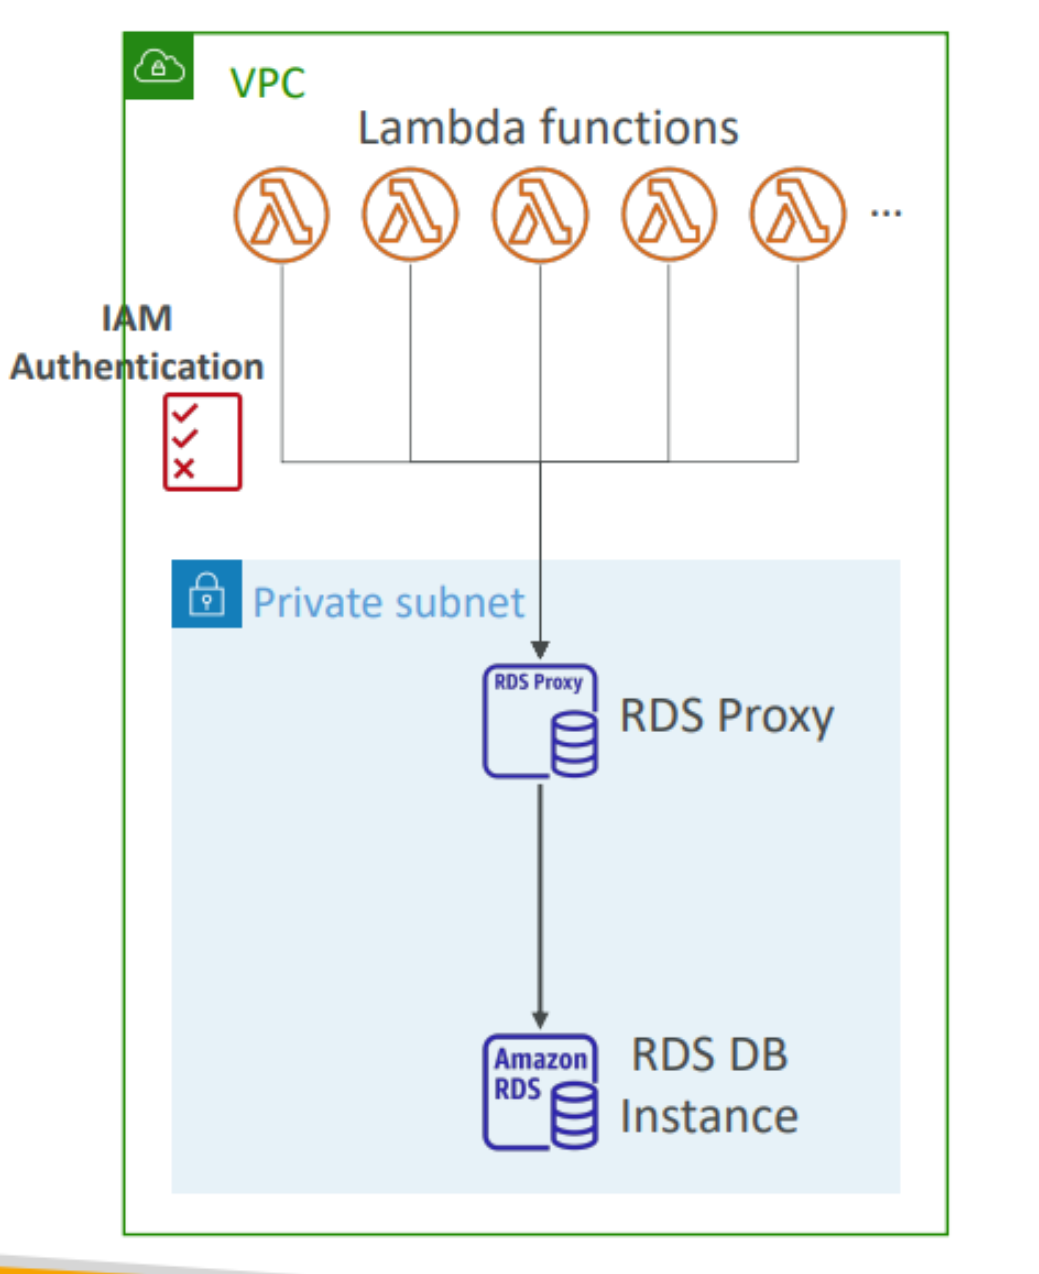 VPC
Lambda functions
...
IAM
Authentication
Private subnet
RDS Proxy
RDS Proxy
Amazon
RDS
RDS DB
Instance